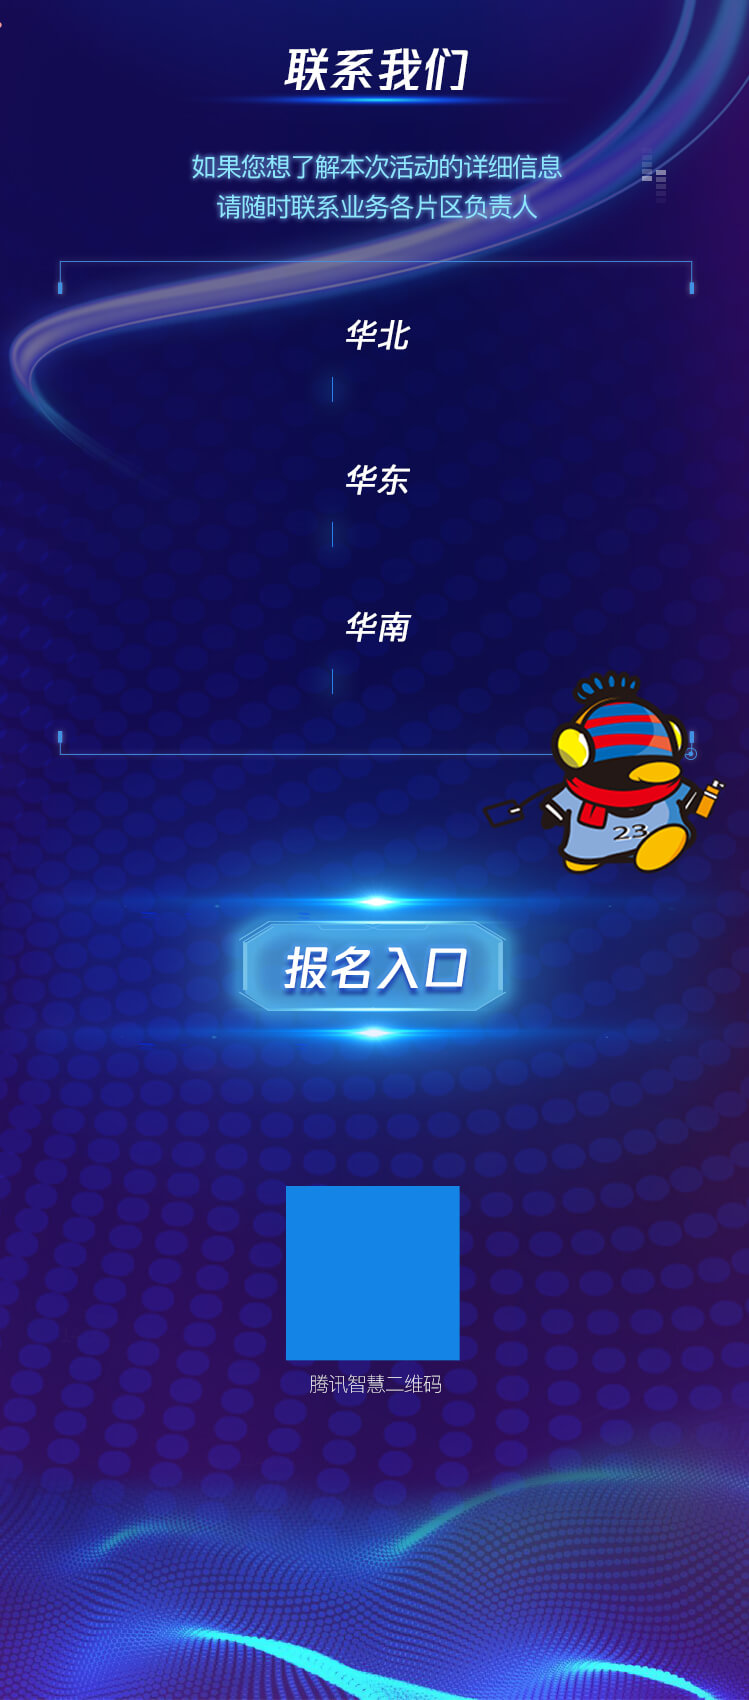 联系我们
如果您想了解本次活动的详细信息
请随时联系业务各片区负责人
华北
华东
华南
23
报名入口
腾讯智慧二维码